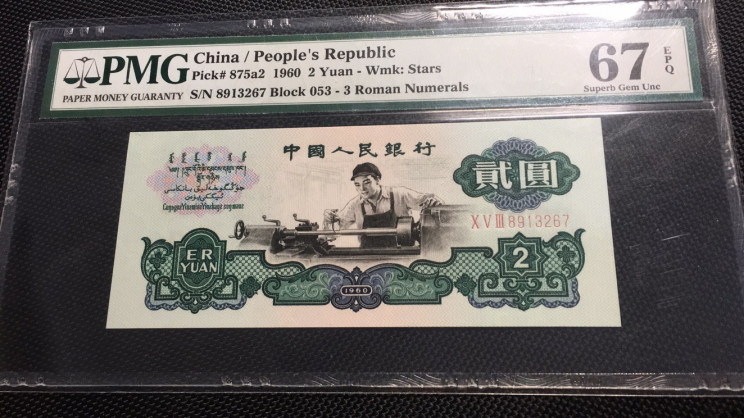 PMG
PAPER MONEY GUARANTY
China / People's Republic
Pick# 875a2 1960 2 Yuan - Wmk: Stars
S/N 8913267 Block 053 - 3 Roman Numerals
67 EPQ
Superb Gem Unc
中國人民銀行
貳圓
XVIII 8913267
ER
YUAN
2
1960